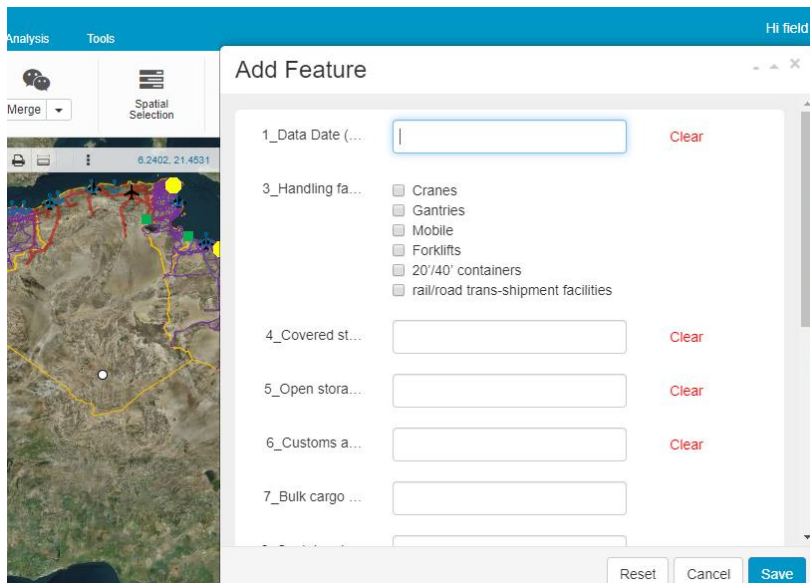 Hi field
Analysis
Tools
Merge
Spatial
Selection
6.2402, 21.4531
Add Feature
1_Data Date (...
Clear
3_Handling fa...
Cranes
Gantries
Mobile
Forklifts
20'/40' containers
rail/road trans-shipment facilities
4_Covered st...
Clear
5_Open stora...
Clear
6_Customs a...
Clear
7_Bulk cargo ...
Reset
Cancel
Save